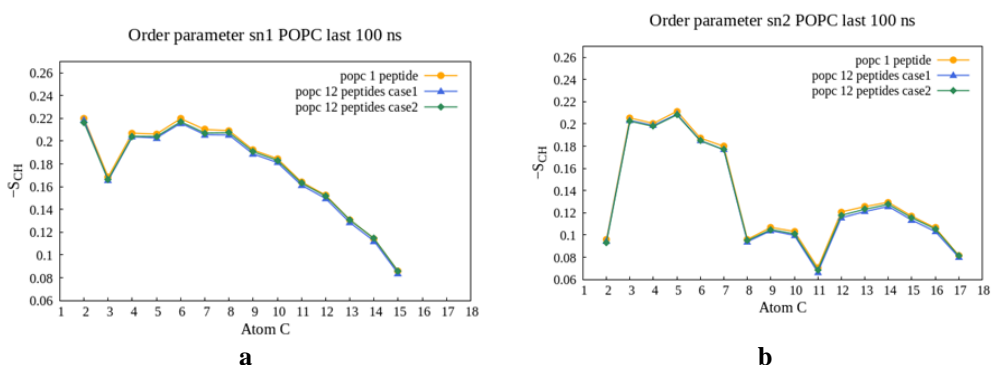 Order parameter sn1 POPC last 100 ns
popc 1 peptide
popc 12 peptides case1
popc 12 peptides case2
0.26
0.24
0.22
0.2
0.18
0.16
0.14
0.12
0.1
0.08
0.06
−S_CH
1 2 3 4 5 6 7 8 9 10 11 12 13 14 15 16 17 18
Atom C
a
Order parameter sn2 POPC last 100 ns
popc 1 peptide
popc 12 peptides case1
popc 12 peptides case2
0.26
0.24
0.22
0.2
0.18
0.16
0.14
0.12
0.1
0.08
0.06
−S_CH
1 2 3 4 5 6 7 8 9 10 11 12 13 14 15 16 17 18
Atom C
b